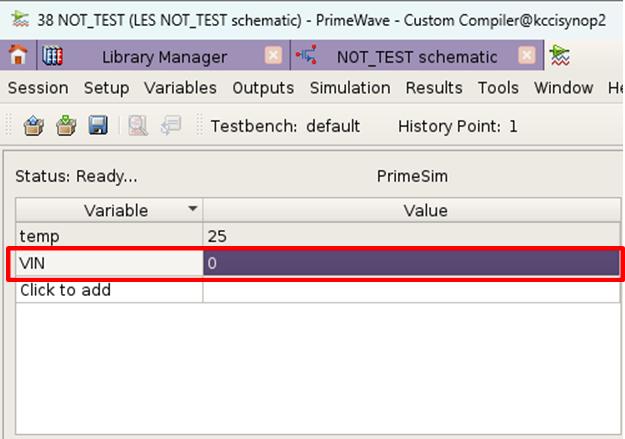 38 NOT_TEST (LES NOT_TEST schematic) - PrimeWave - Custom Compiler@kccisynop2
Library Manager NOT_TEST schematic
Session Setup Variables Outputs Simulation Results Tools Window He
Testbench: default History Point: 1
Status: Ready... PrimeSim
Variable Value
temp 25
VIN 0
Click to add